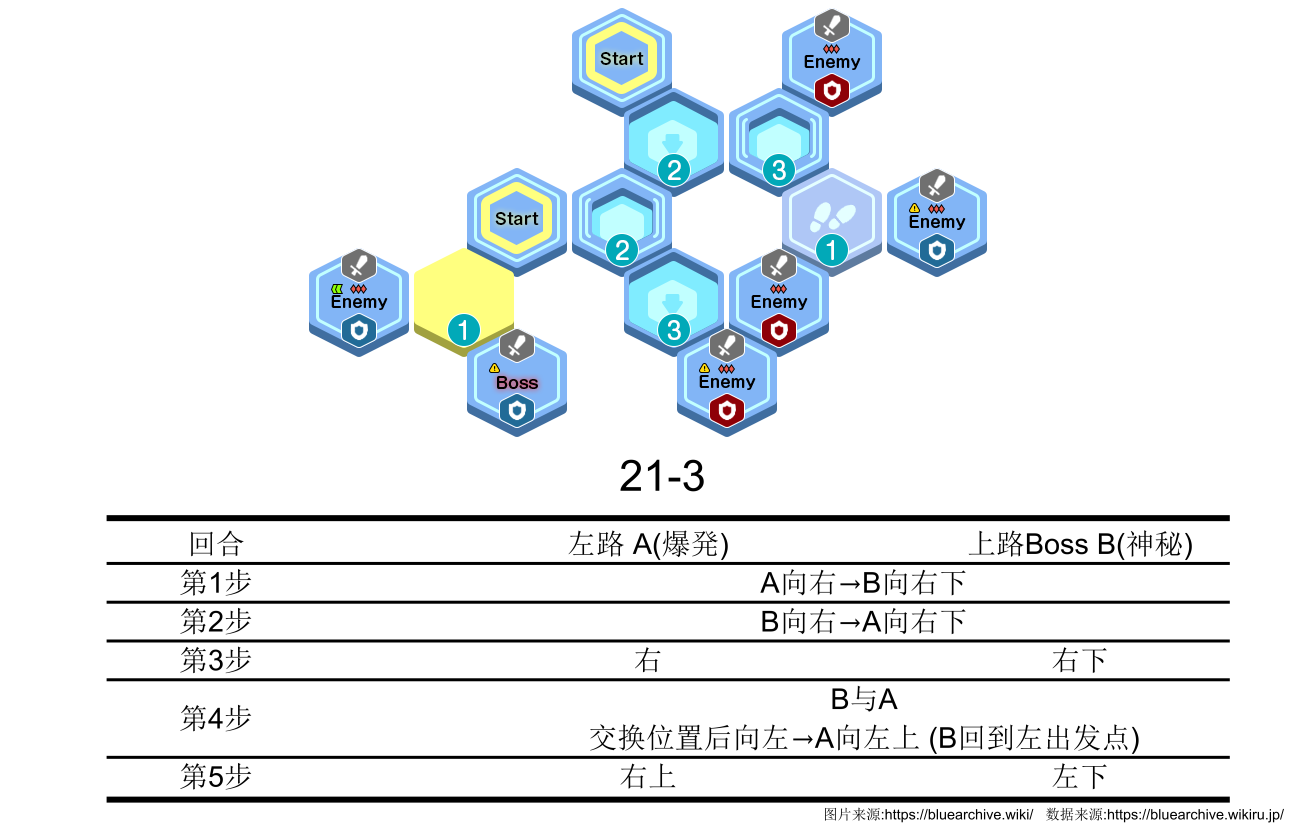 Start
Enemy
2
3
Start
2
1
Enemy
Enemy
1
3
Enemy
Boss
Enemy
21-3
回合 左路 A(爆発) 上路Boss B(神秘)
第1步 A向右→B向右下
第2步 B向右→A向右下
第3步 右 右下
第4步 B与A
交换位置后向左→A向左上 (B回到左出发点)
第5步 右上 左下
图片来源:https://bluearchive.wiki/ 数据来源:https://bluearchive.wikiru.jp/